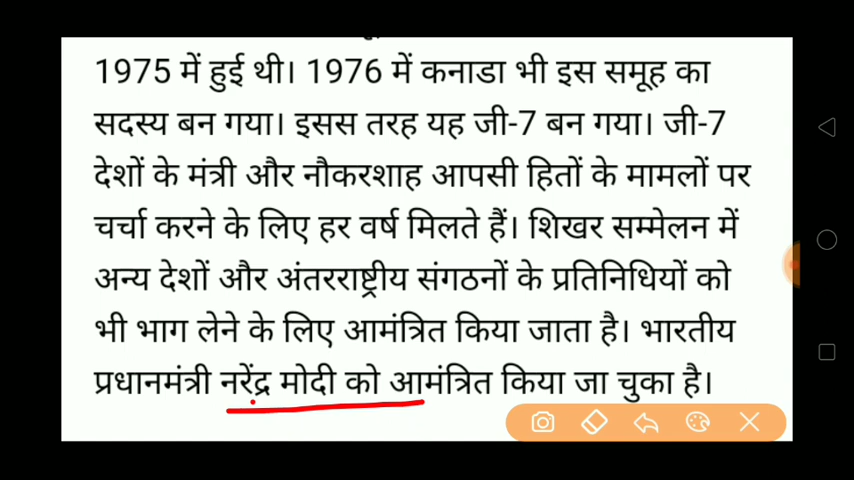 1975 में हुई थी। 1976 में कनाडा भी इस समूह का
सदस्य बन गया। इसस तरह यह जी-7 बन गया। जी-7
देशों के मंत्री और नौकरशाह आपसी हितों के मामलों पर
चर्चा करने के लिए हर वर्ष मिलते हैं। शिखर सम्मेलन में
अन्य देशों और अंतरराष्ट्रीय संगठनों के प्रतिनिधियों को
भी भाग लेने के लिए आमंत्रित किया जाता है। भारतीय
प्रधानमंत्री नरेंद्र मोदी को आमंत्रित किया जा चुका है।